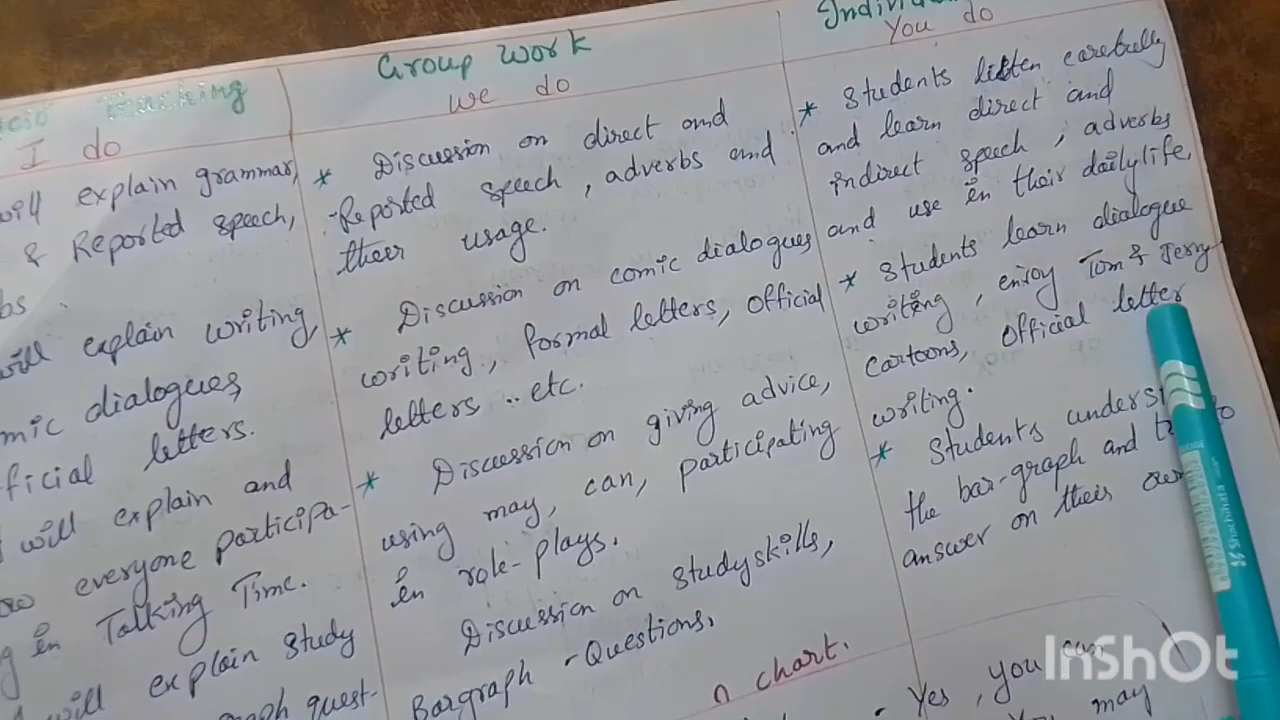 Teaching
I do
will explain grammar,
& Reported speech,
will explain writing,
dialogues,
letters.
will explain and
everyone participa-
in Talking Time.
will explain study
quest-
Group work
we do
* Discussion on direct and
Reported speech, adverbs and
their usage.
* Discussion on comic dialogues
writing, formal letters, official
letters .. etc.
* Discussion on giving advice,
using may, can, participating
in role-plays.
Discussion on studyskills,
Bargraph - Questions.
chart.
You do
* Students listen carefully
and learn direct and
indirect speech, adverbs
and use in their dailylife.
* Students learn dialogue
writing, enjoy Tom & Jerry
cartoons, official letter
writing.
* Students
the bar-graph and
answer on their own
- Yes, you can
may
Shachihata
InShOt